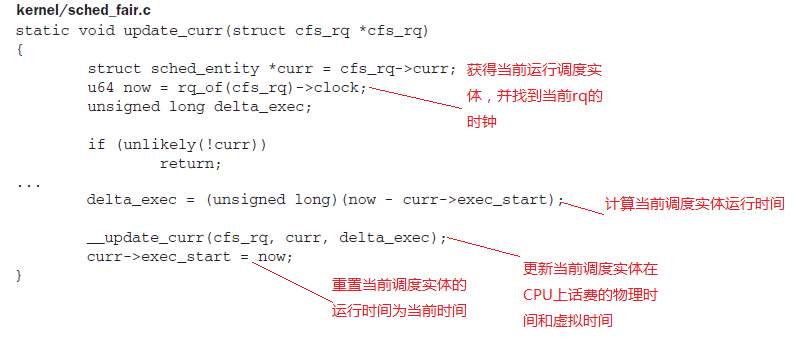 kernel/sched_fair.c
static void update_curr(struct cfs_rq *cfs_rq)
{
struct sched_entity *curr = cfs_rq->curr;
u64 now = rq_of(cfs_rq)->clock;
unsigned long delta_exec;
获得当前运行调度实
体，并找到当前rq的
时钟
if (unlikely(!curr))
return;
...
delta_exec = (unsigned long)(now - curr->exec_start);
计算当前调度实体运行时间
__update_curr(cfs_rq, curr, delta_exec);
curr->exec_start = now;
更新当前调度实体在
CPU上话费的物理时
间和虚拟时间
重置当前调度实体的
运行时间为当前时间
}